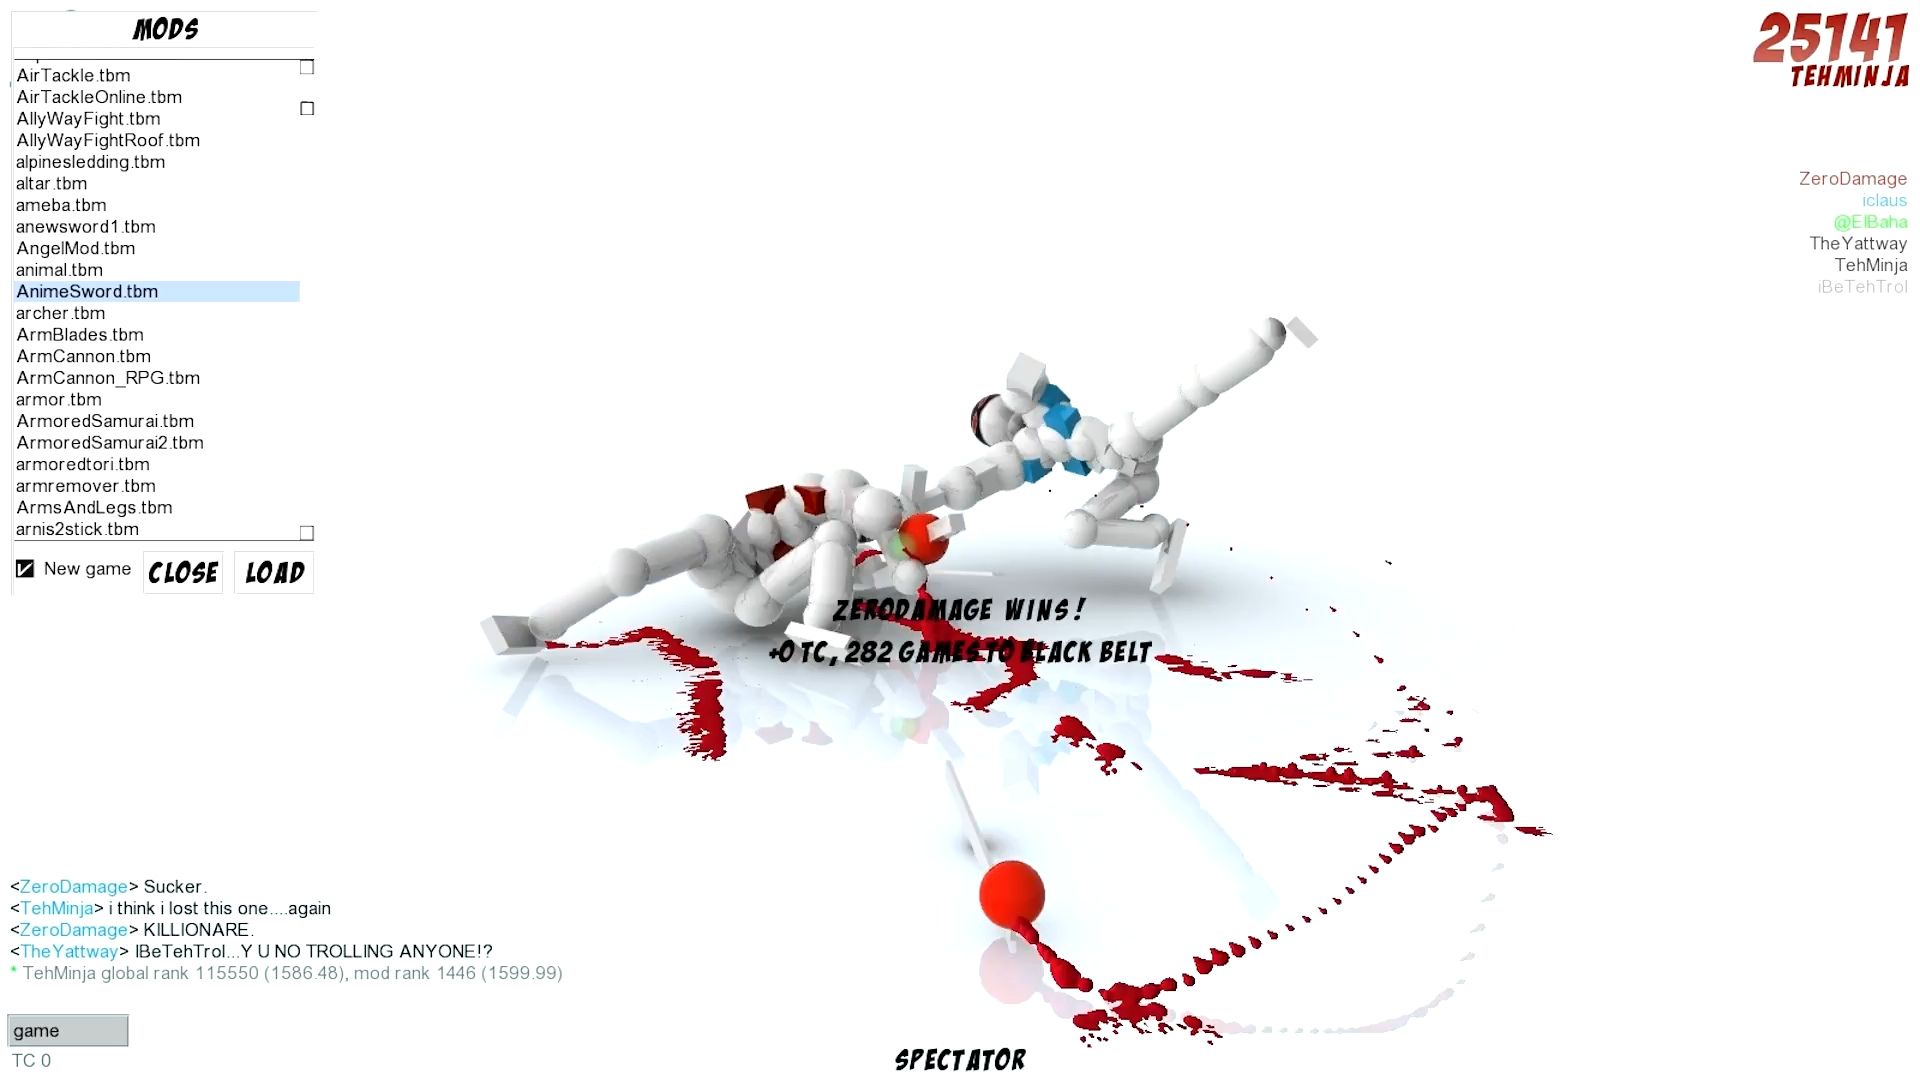 MODS
AirTackle.tbm
AirTackleOnline.tbm
AllyWayFight.tbm
AllyWayFightRoof.tbm
alpinesledding.tbm
altar.tbm
ameba.tbm
anewsword1.tbm
AngelMod.tbm
animal.tbm
AnimeSword.tbm
archer.tbm
ArmBlades.tbm
ArmCannon.tbm
ArmCannon_RPG.tbm
armor.tbm
ArmoredSamurai.tbm
ArmoredSamurai2.tbm
armoredtori.tbm
armremover.tbm
ArmsAndLegs.tbm
arnis2stick.tbm
New game CLOSE LOAD
25141
TEHMINJA
ZeroDamage
iclaus
@ElBaha
TheYattway
TehMinja
iBeTehTrol
ZERODAMAGE WINS!
+0 TC, 282 GAMES TO BLACK BELT
<ZeroDamage> Sucker.
<TehMinja> i think i lost this one....again
<ZeroDamage> KILLIONARE.
<TheYattway> IBeTehTrol...Y U NO TROLLING ANYONE!?
* TehMinja global rank 115550 (1586.48), mod rank 1446 (1599.99)
game
TC 0
SPECTATOR